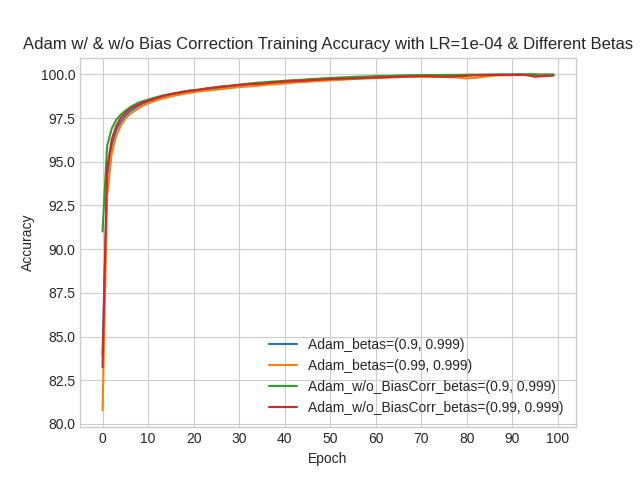 Adam w/ & w/o Bias Correction Training Accuracy with LR=1e-04 & Different Betas
100.0
97.5
95.0
92.5
90.0
87.5
85.0
82.5
80.0
Accuracy
Adam_betas=(0.9, 0.999)
Adam_betas=(0.99, 0.999)
Adam_w/o_BiasCorr_betas=(0.9, 0.999)
Adam_w/o_BiasCorr_betas=(0.99, 0.999)
0 10 20 30 40 50 60 70 80 90 100
Epoch